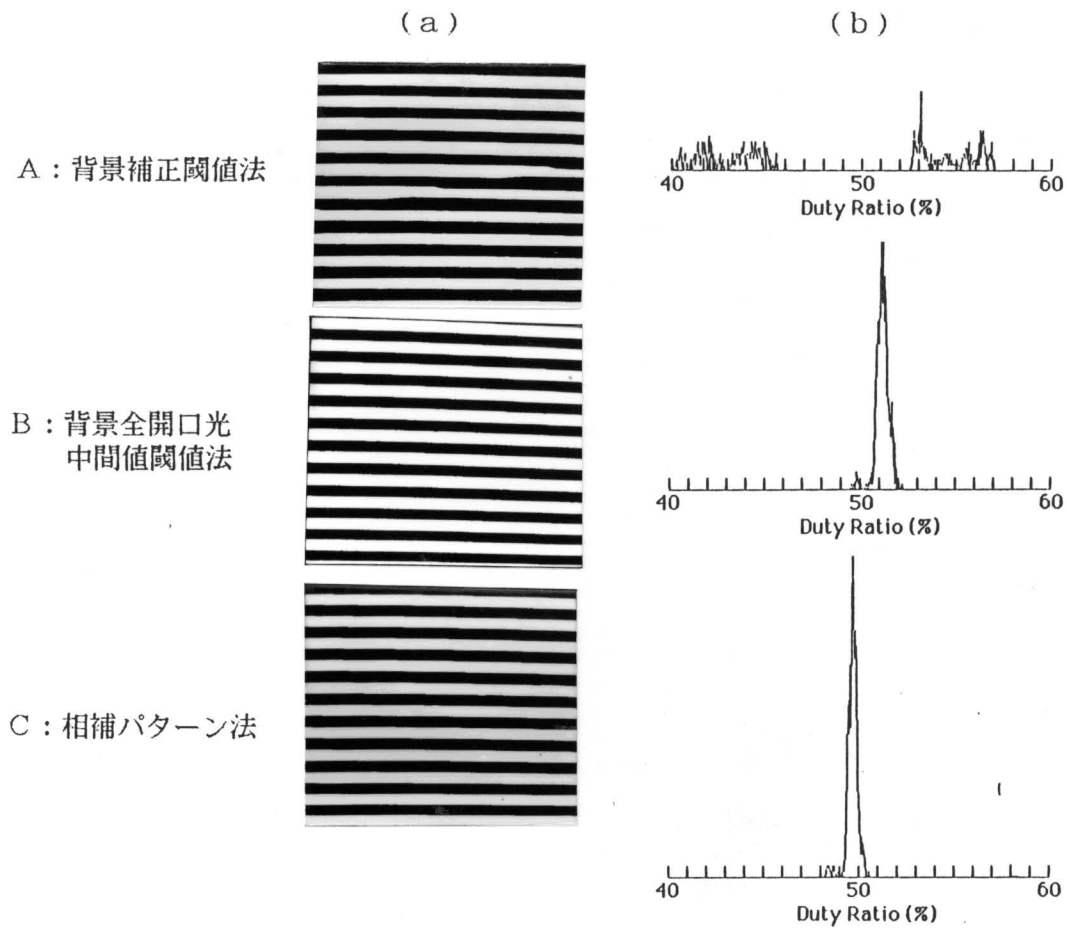 (a)
(b)
A：背景補正閾値法
40 50 60
Duty Ratio (%)
B：背景全開口光
中間値閾値法
40 50 60
Duty Ratio (%)
C：相補パターン法
40 50 60
Duty Ratio (%)